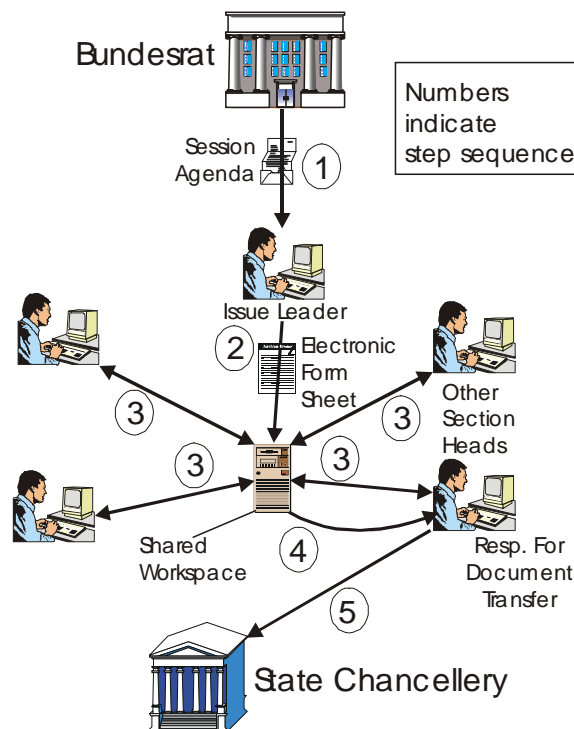 Bundesrat
Numbers
indicate
step sequence
Session
Agenda
1
Issue Leader
2
Electronic
Form
Sheet
3
3
Other
Section
Heads
3
3
Shared
Workspace
4
Resp. For
Document
Transfer
5
State Chancellery